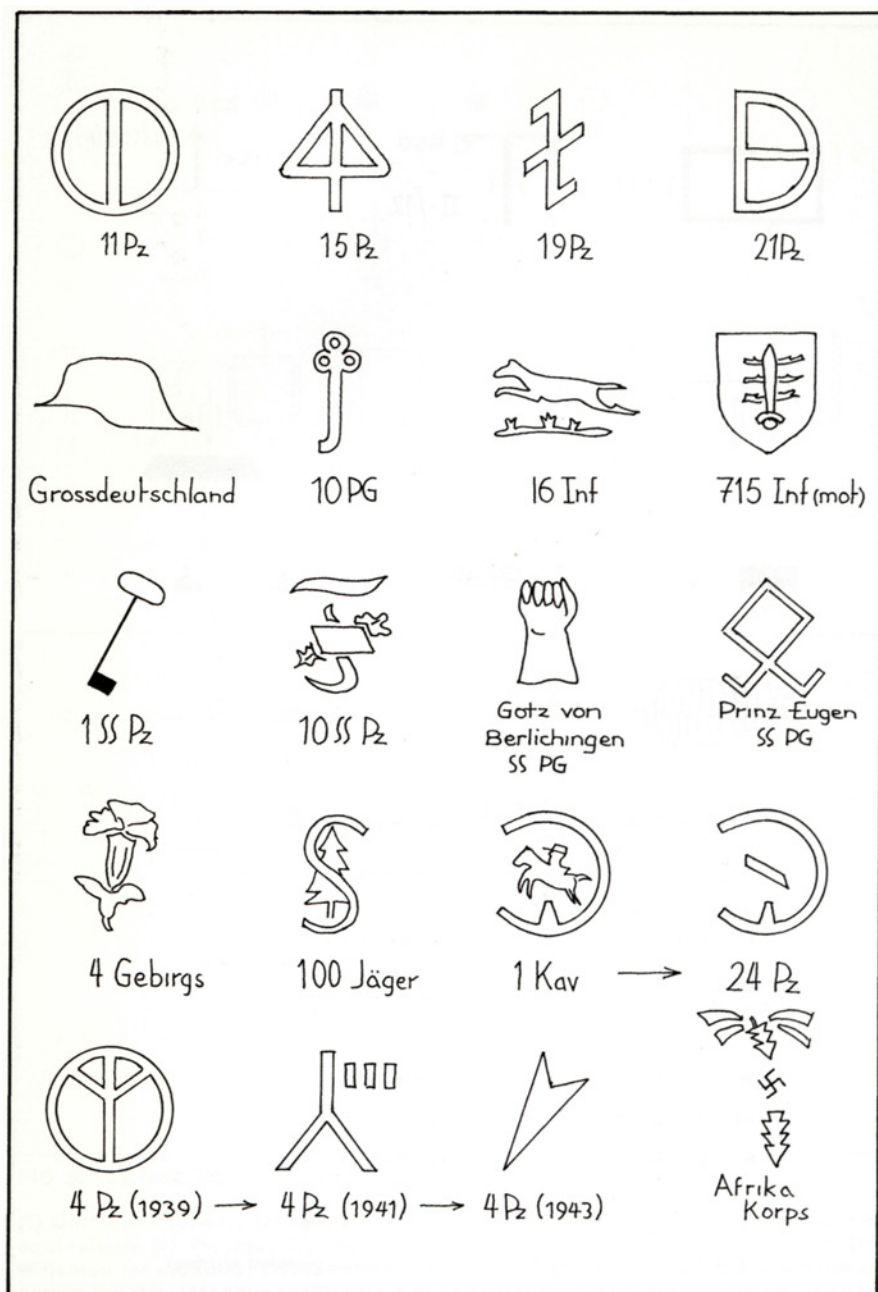 11 Pz
15 Pz
19 Pz
21 Pz
Grossdeutschland
10 PG
16 Inf
715 Inf (mot)
1 SS Pz
10 SS Pz
Gotz von
Berlichingen
SS PG
Prinz Eugen
SS PG
4 Gebirgs
100 Jäger
1 Kav → 24 Pz
4 Pz (1939) → 4 Pz (1941) → 4 Pz (1943)
Afrika
Korps